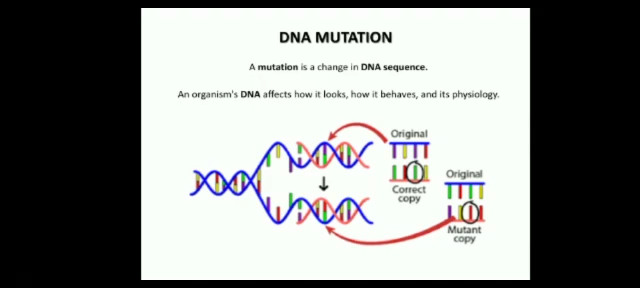 DNA MUTATION
A mutation is a change in DNA sequence.
An organism's DNA affects how it looks, how it behaves, and its physiology.
Original
Correct
copy
Original
Mutant
copy